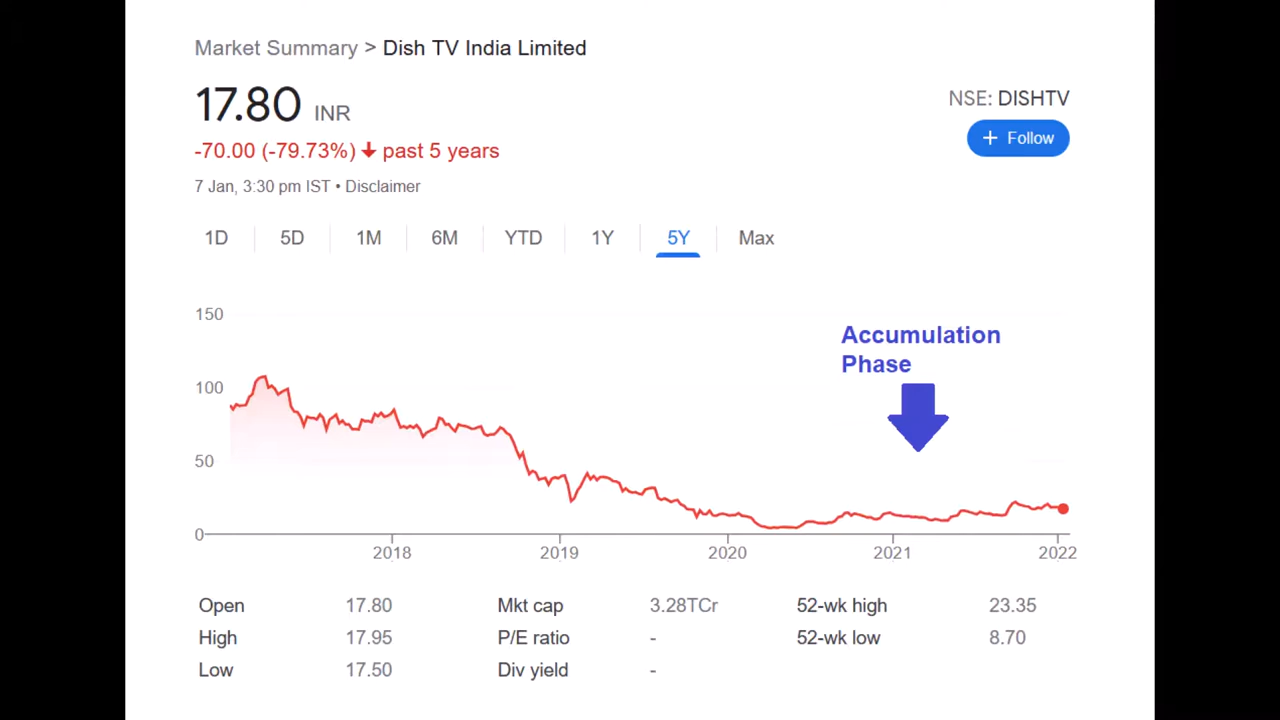 Market Summary > Dish TV India Limited
17.80 INR
NSE: DISHTV
-70.00 (-79.73%) ↓ past 5 years
+ Follow
7 Jan, 3:30 pm IST • Disclaimer
1D 5D 1M 6M YTD 1Y 5Y Max
150
Accumulation
Phase
100
50
0
2018 2019 2020 2021 2022
Open 17.80 Mkt cap 3.28TCr 52-wk high 23.35
High 17.95 P/E ratio - 52-wk low 8.70
Low 17.50 Div yield -